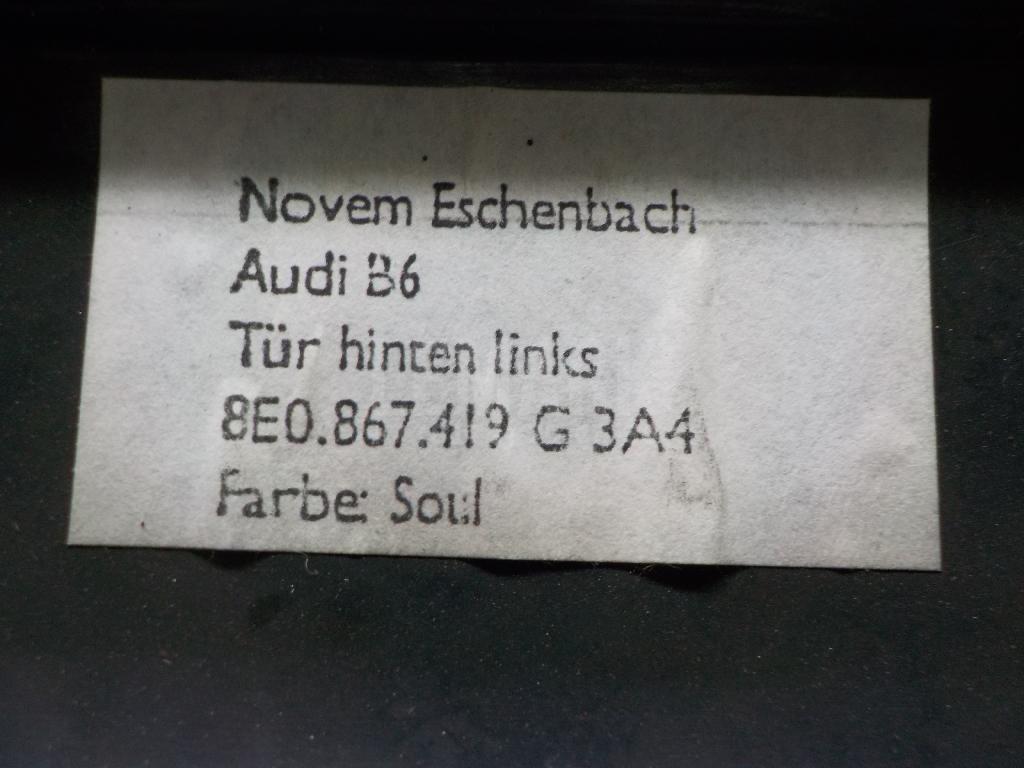 Novem Eschenbach
Audi B6
Tür hinten links
8E0.867.419 G 3A4
Farbe: Soul